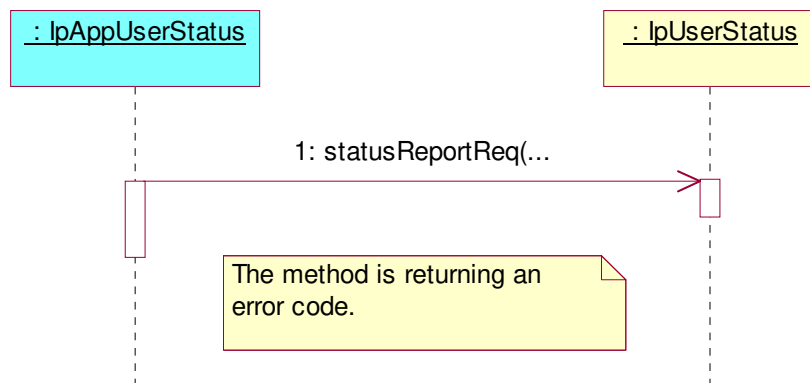 : IpAppUserStatus
: IpUserStatus
1: statusReportReq(...
The method is returning an
error code.